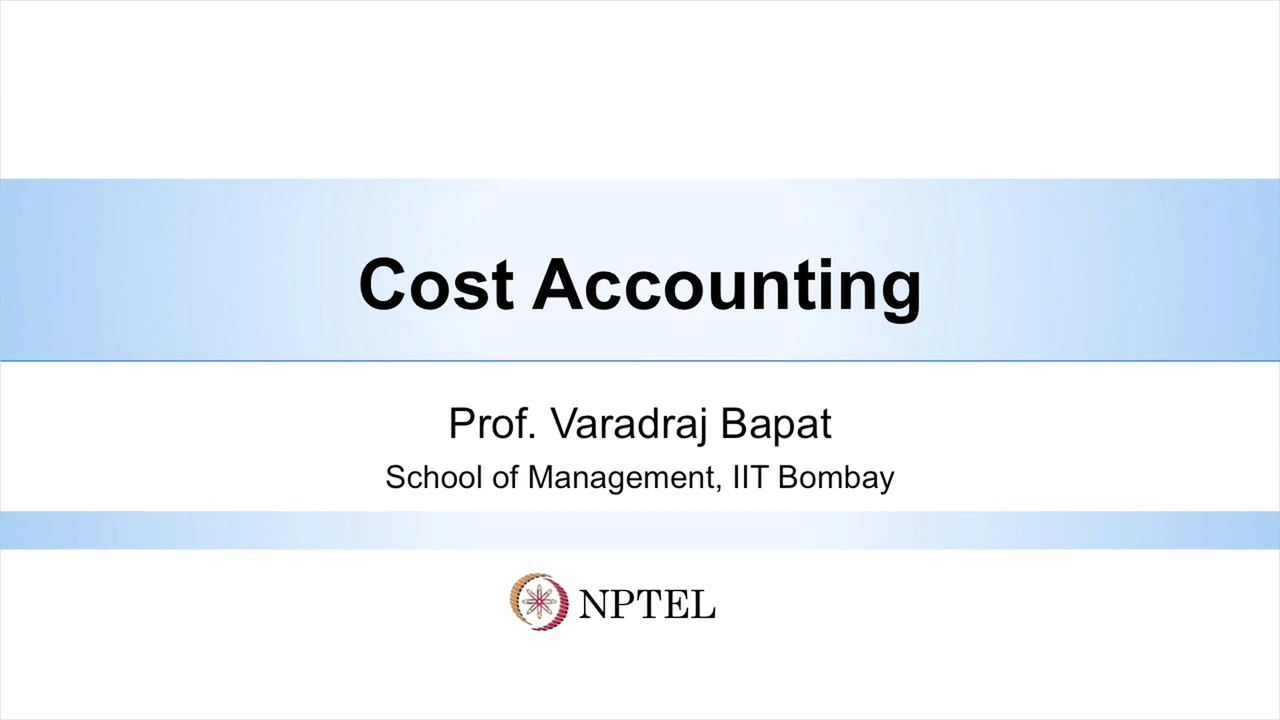 Cost Accounting
Prof. Varadraj Bapat
School of Management, IIT Bombay
NPTEL